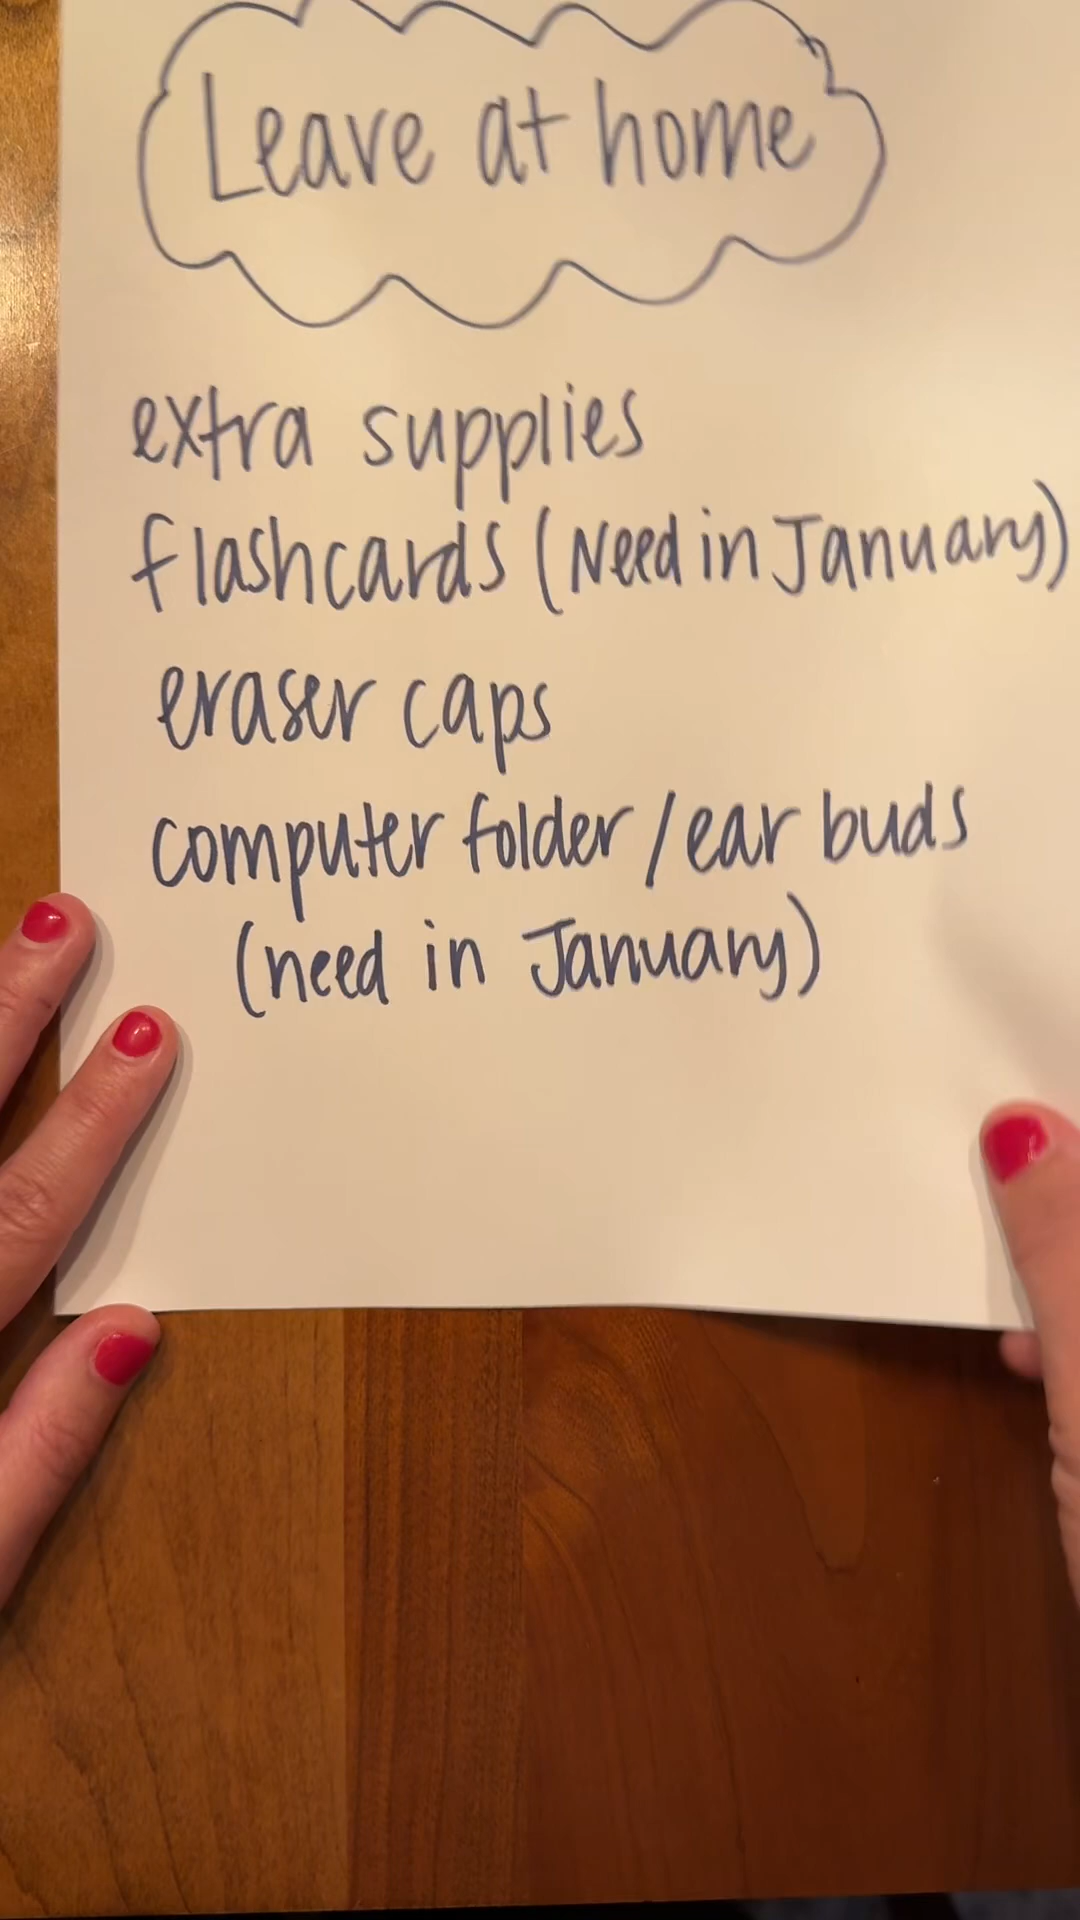 Leave at home
extra supplies
flashcards (Need in January)
eraser caps
computer folder / ear buds
(need in January)